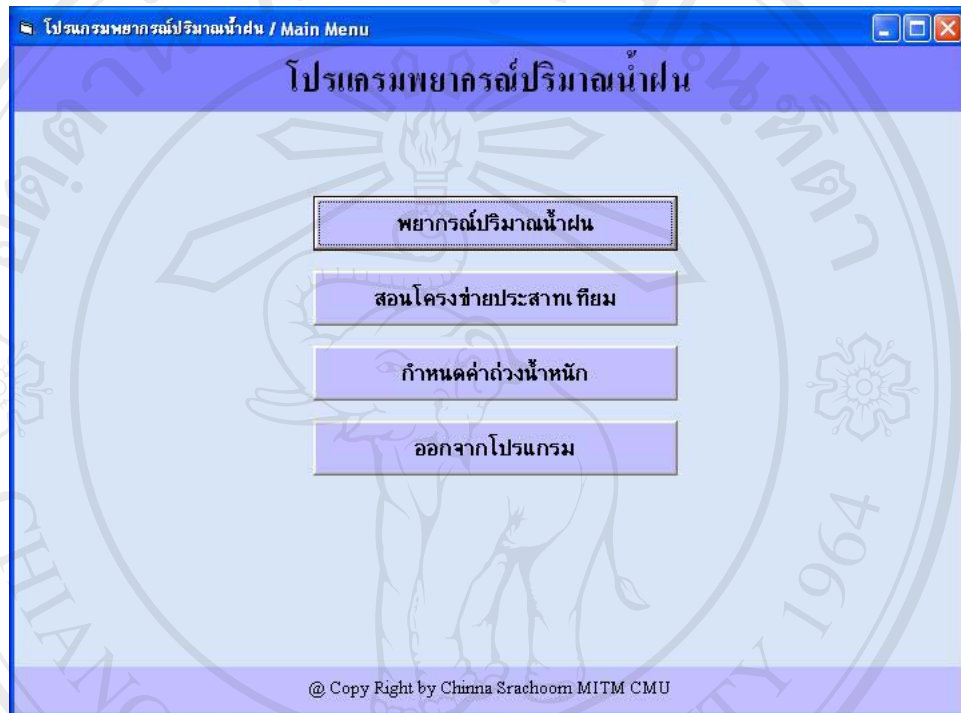 โปรแกรมพยากรณ์ปริมาณน้ำฝน / Main Menu
โปรแกรมพยากรณ์ปริมาณน้ำฝน
พยากรณ์ปริมาณน้ำฝน
สอนโครงข่ายประสาทเทียม
กำหนดค่าถ่วงน้ำหนัก
ออกจากโปรแกรม
@ Copy Right by Chinna Srachoom MITM CMU
1964